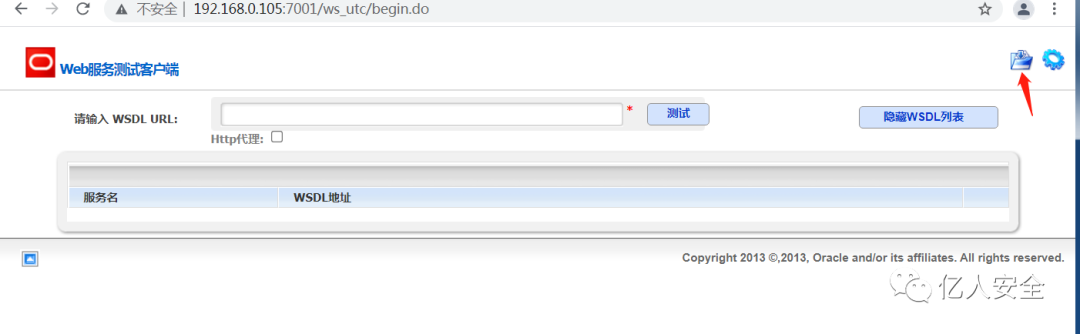 不安全 | 192.168.0.105:7001/ws_utc/begin.do
Web服务测试客户端
请输入 WSDL URL: * 测试 隐藏WSDL列表
Http代理:
服务名 WSDL地址
Copyright 2013 ©,2013, Oracle and/or its affiliates. All rights reserved.
亿人安全